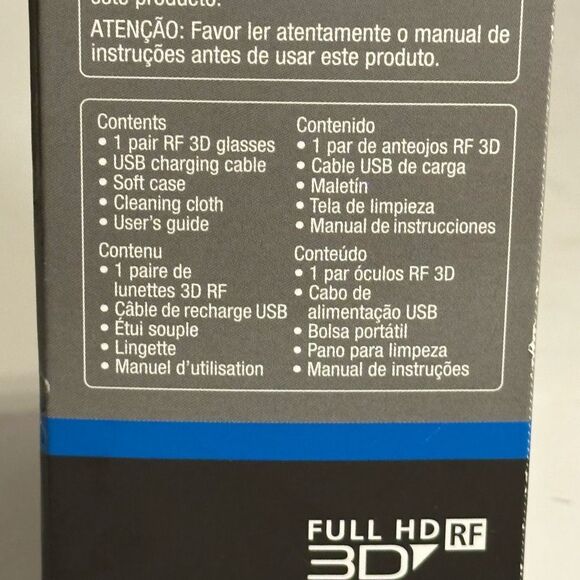 este producto.
ATENÇÃO: Favor ler atentamente o manual de
instruções antes de usar este produto.
Contents
• 1 pair RF 3D glasses
• USB charging cable
• Soft case
• Cleaning cloth
• User's guide
Contenido
• 1 par de anteojos RF 3D
• Cable USB de carga
• Maletín
• Tela de limpieza
• Manual de instrucciones
Contenu
• 1 paire de
lunettes 3D RF
• Câble de recharge USB
• Étui souple
• Lingette
• Manuel d'utilisation
Conteúdo
• 1 par óculos RF 3D
• Cabo de
alimentação USB
• Bolsa portátil
• Pano para limpeza
• Manual de instruções
FULL HD RF
3D